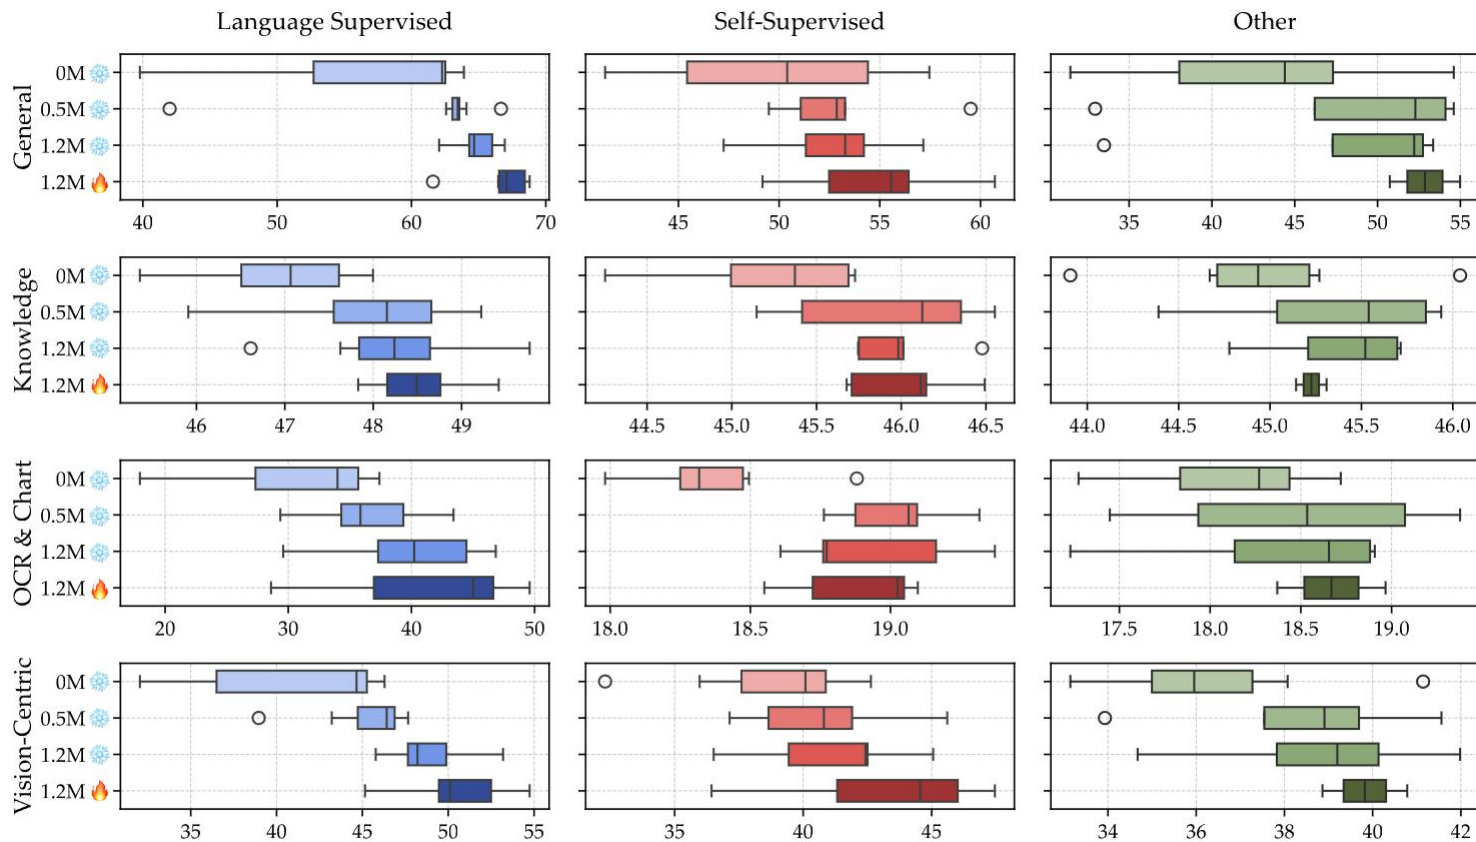 Language Supervised Self-Supervised Other
General
0M
0.5M
1.2M
1.2M
40 50 60 70
45 50 55 60
35 40 45 50 55
Knowledge
0M
0.5M
1.2M
1.2M
46 47 48 49
44.5 45.0 45.5 46.0 46.5
44.0 44.5 45.0 45.5 46.0
OCR & Chart
0M
0.5M
1.2M
1.2M
20 30 40 50
18.0 18.5 19.0
17.5 18.0 18.5 19.0
Vision-Centric
0M
0.5M
1.2M
1.2M
35 40 45 50 55
35 40 45
34 36 38 40 42